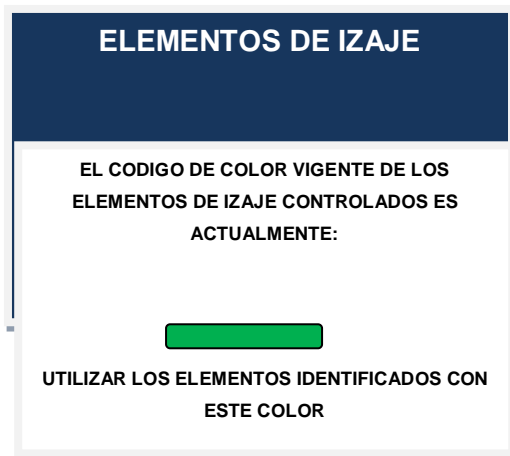 ELEMENTOS DE IZAJE
EL CODIGO DE COLOR VIGENTE DE LOS
ELEMENTOS DE IZAJE CONTROLADOS ES
ACTUALMENTE:
UTILIZAR LOS ELEMENTOS IDENTIFICADOS CON
ESTE COLOR